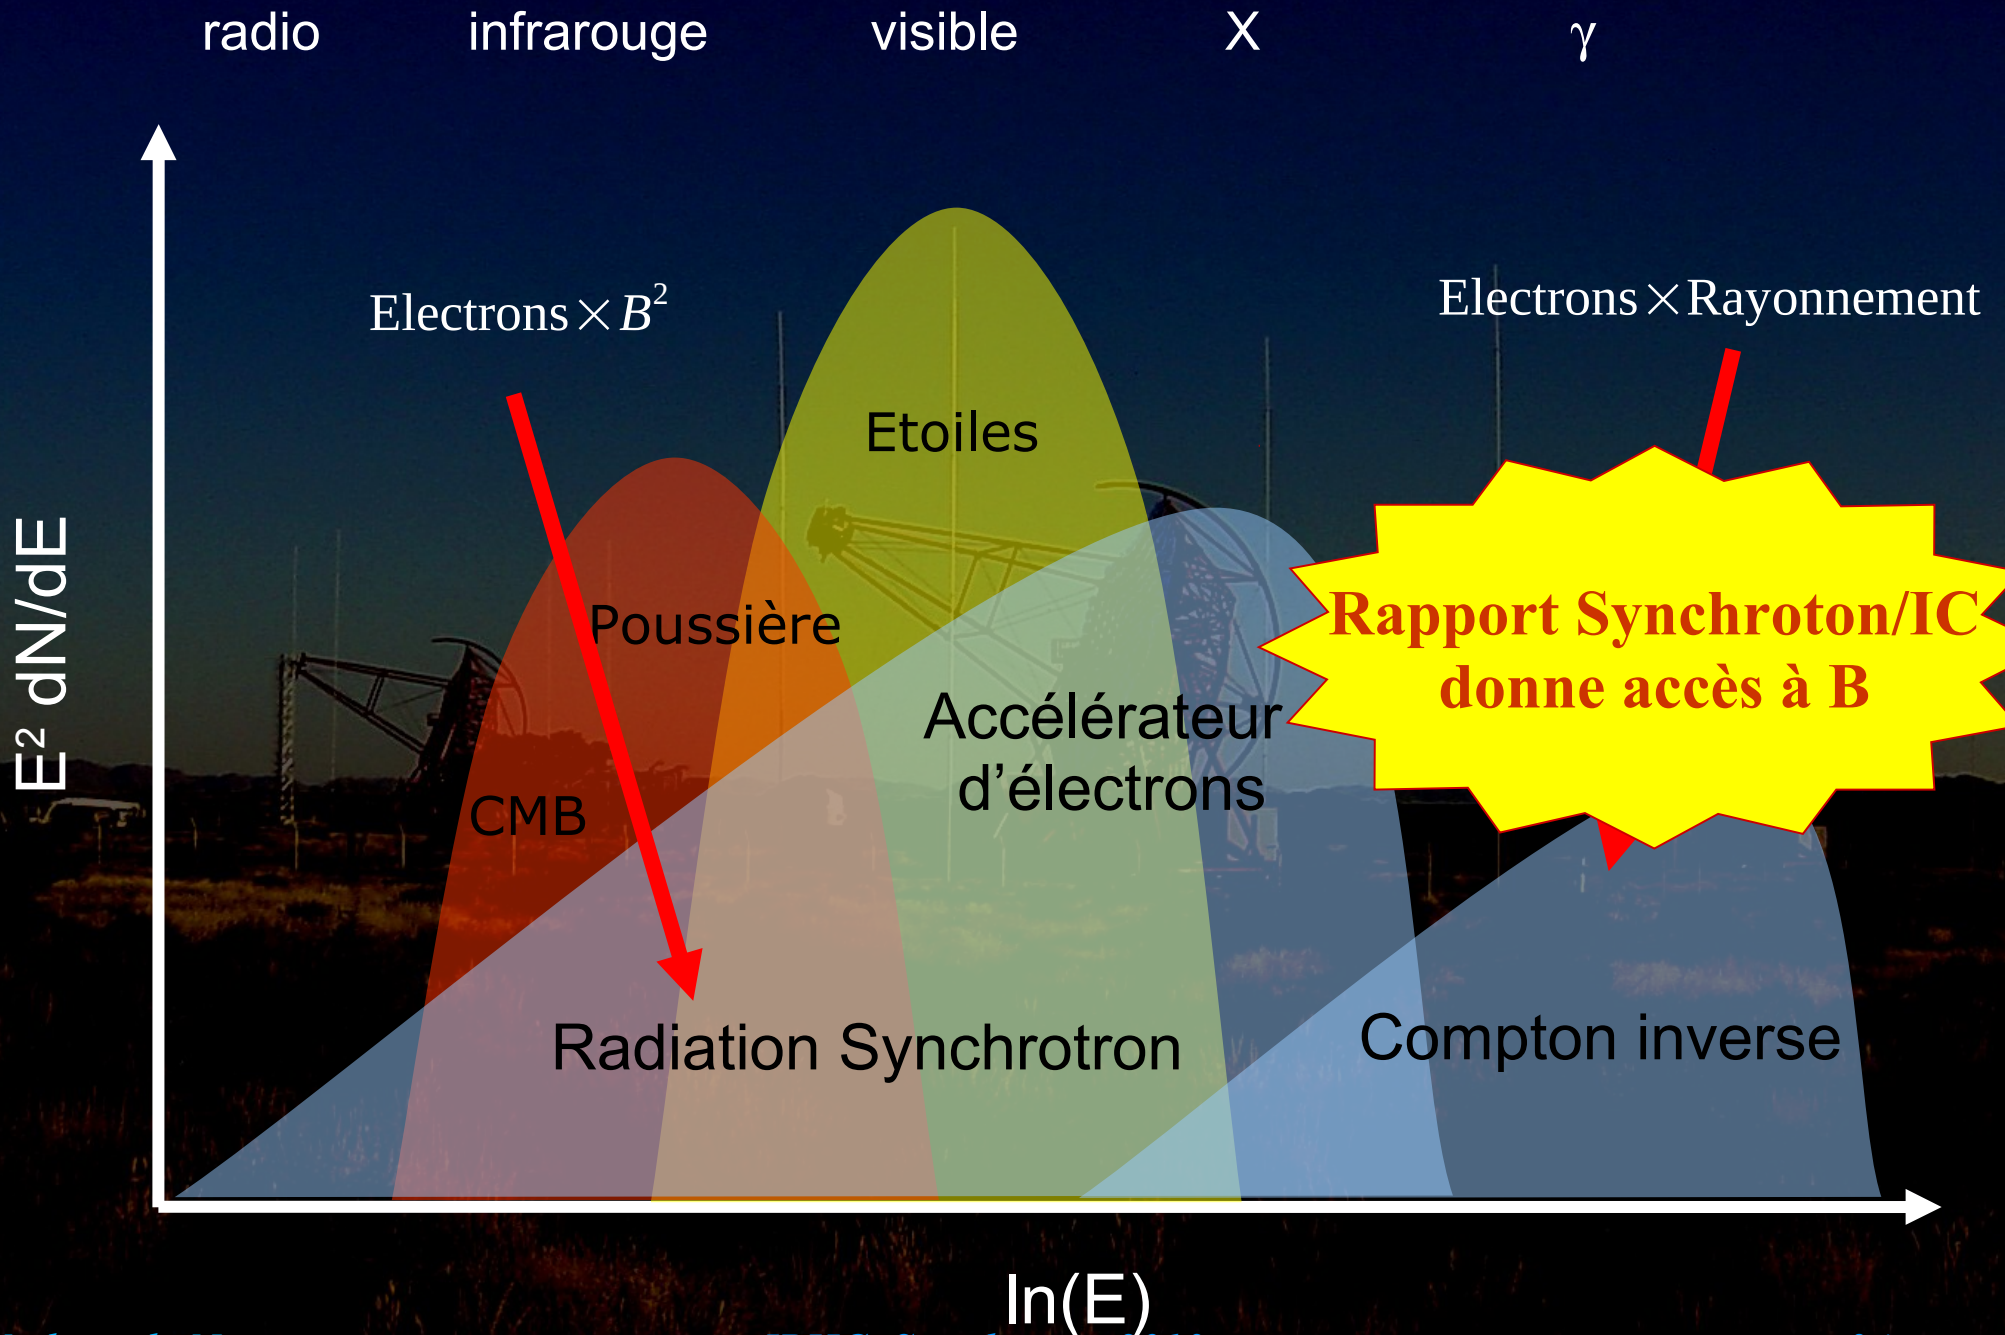 radio infrarouge visible X γ
Electrons × B²
Electrons × Rayonnement
Etoiles
Poussière
Rapport Synchroton/IC
donne accès à B
E² dN/dE
Accélérateur
d'électrons
CMB
Radiation Synchrotron
Compton inverse
ln(E)